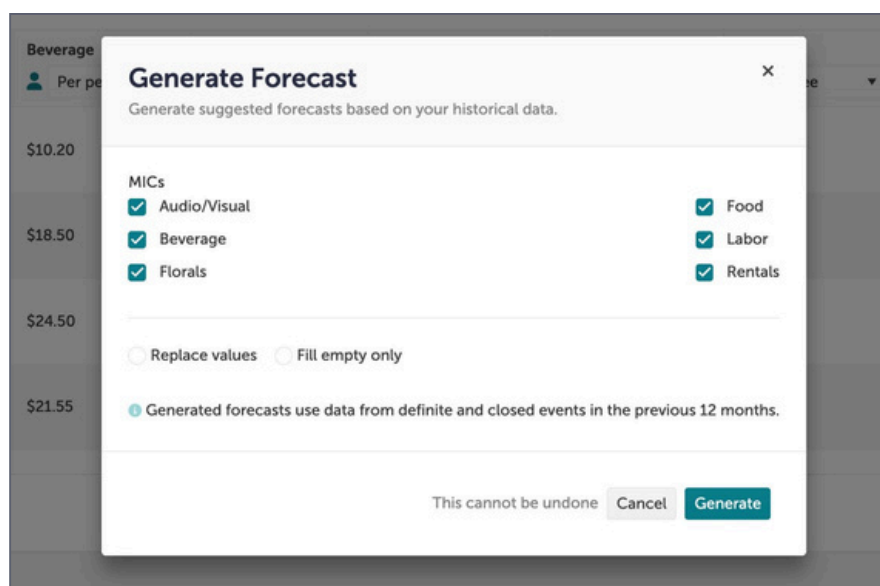 Beverage
Per pe
$10.20
$18.50
$24.50
$21.55
Generate Forecast
Generate suggested forecasts based on your historical data.
MICs
Audio/Visual
Food
Beverage
Labor
Florals
Rentals
Replace values Fill empty only
Generated forecasts use data from definite and closed events in the previous 12 months.
This cannot be undone Cancel Generate